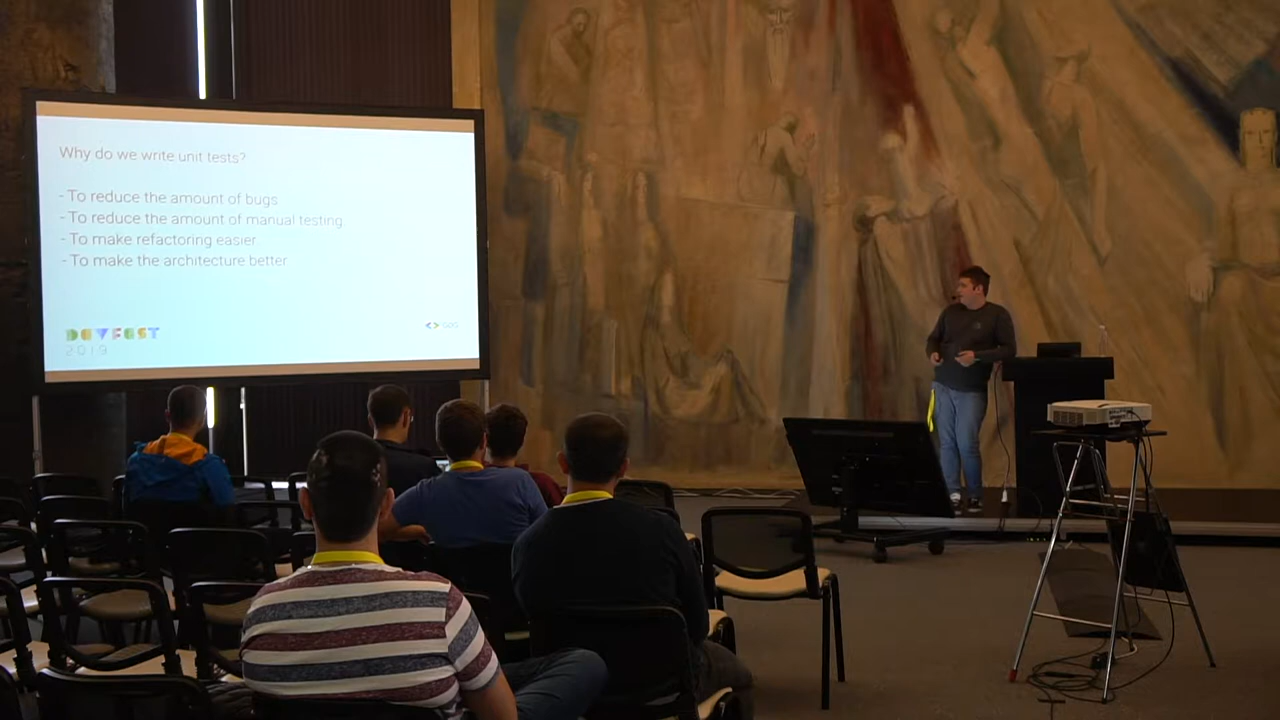 Why do we write unit tests?
- To reduce the amount of bugs
- To reduce the amount of manual testing
- To make refactoring easier
- To make the architecture better
DEVFEST
2019
GDG